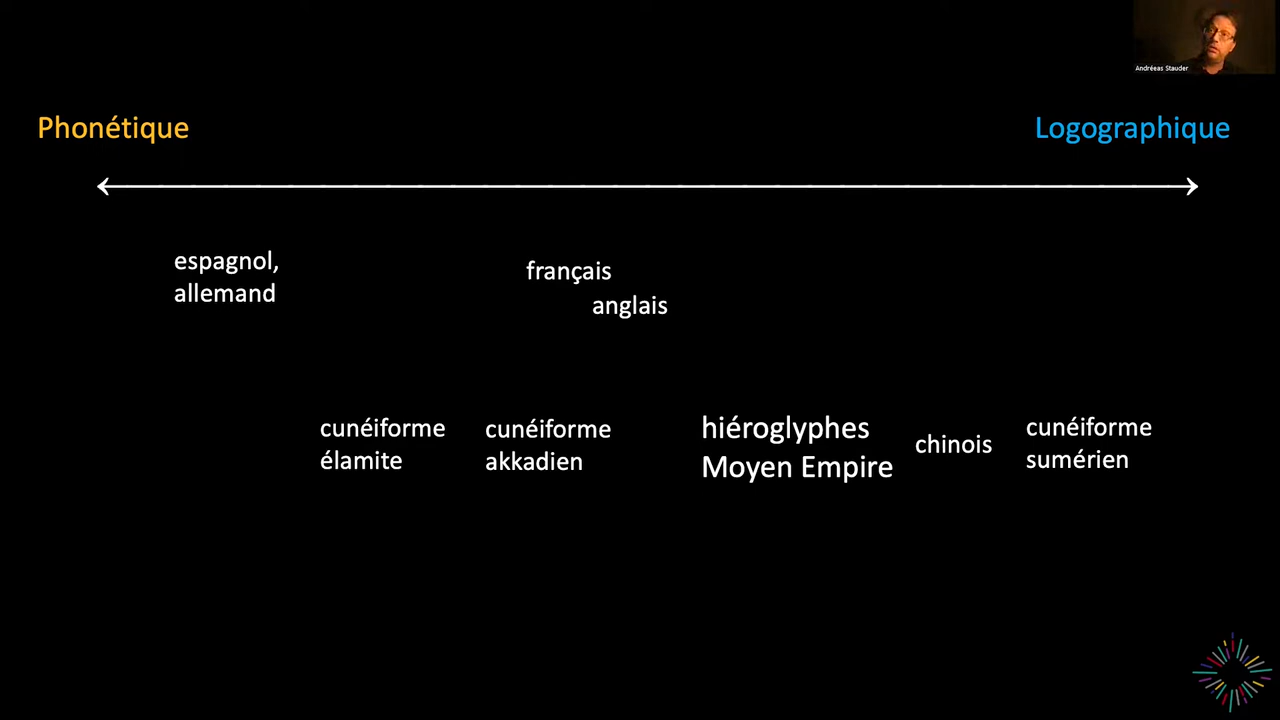 Andréeas Stauder
Phonétique
Logographique
espagnol,
allemand
français
anglais
cunéiforme
élamite
cunéiforme
akkadien
hiéroglyphes
Moyen Empire
chinois
cunéiforme
sumérien